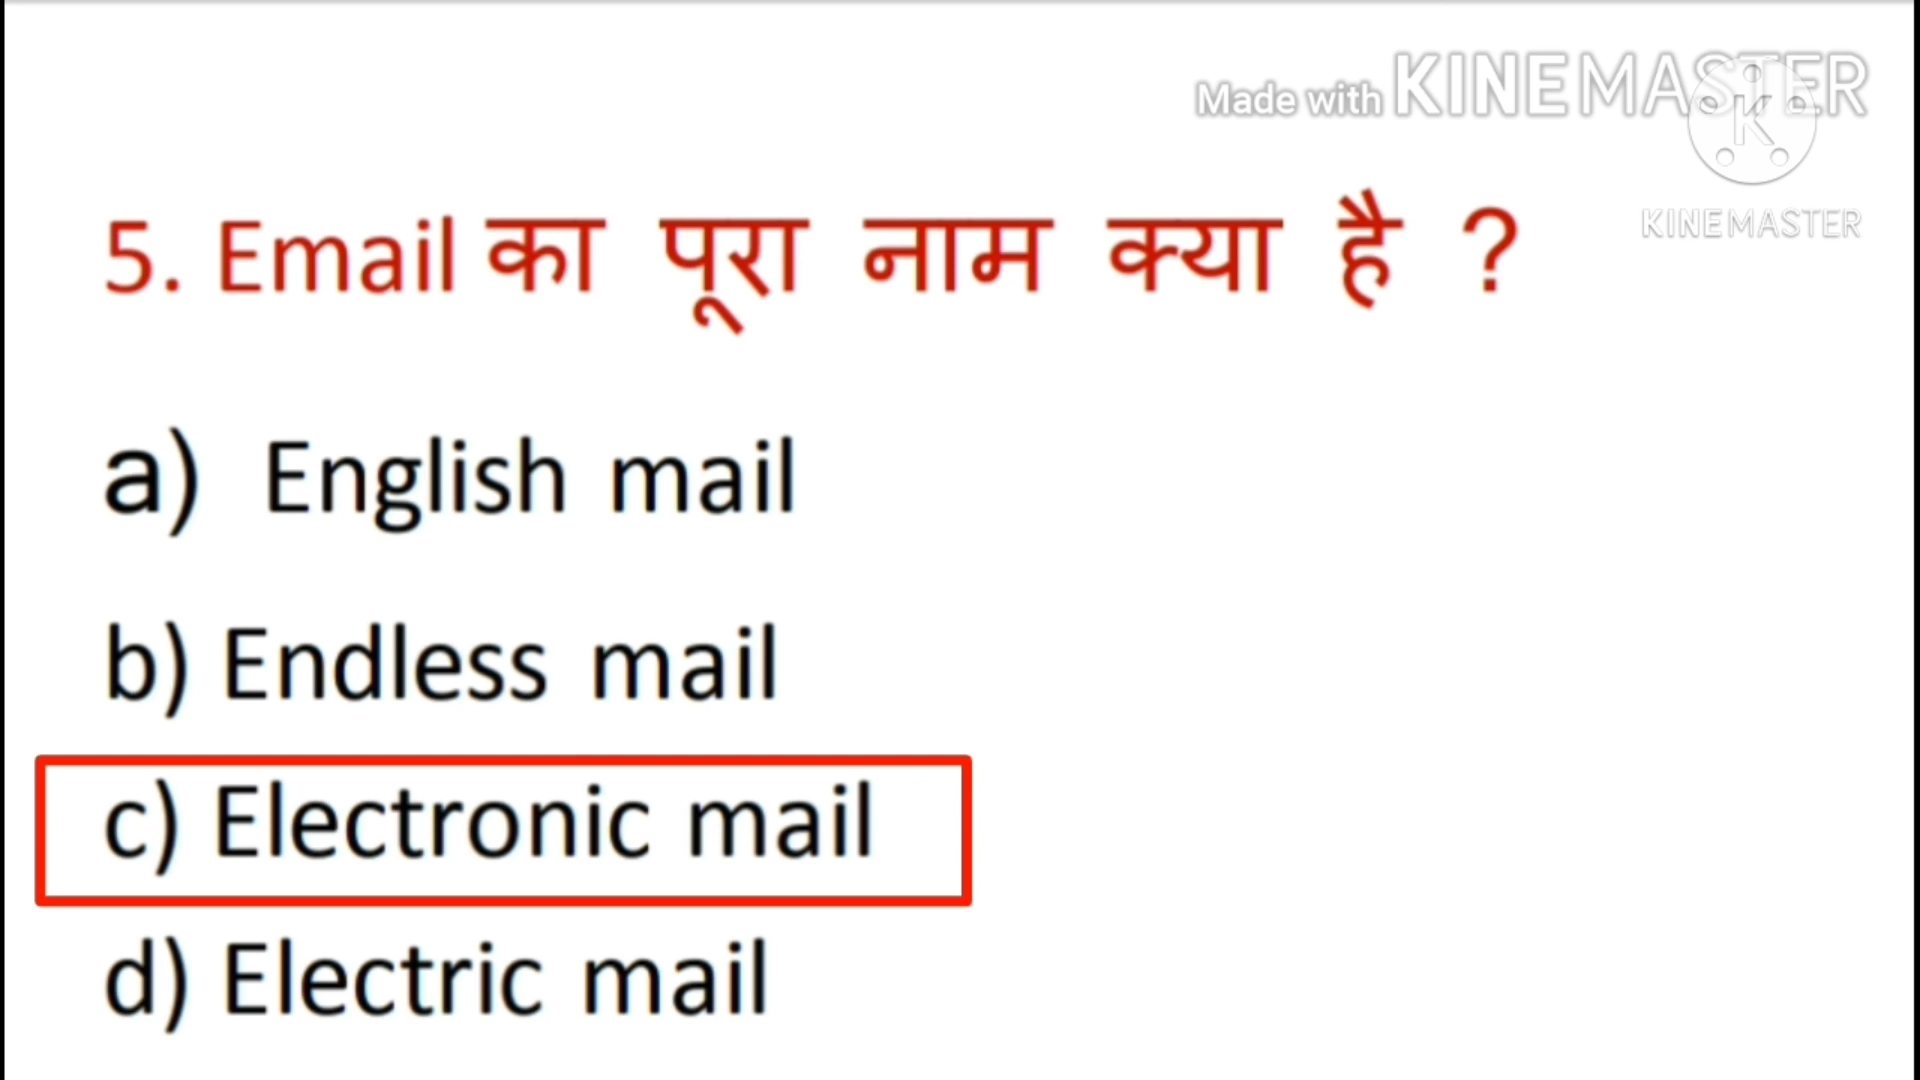 Made with KINEMASTER
K
KINEMASTER
5. Email का पूरा नाम क्या है ?
a) English mail
b) Endless mail
c) Electronic mail
d) Electric mail